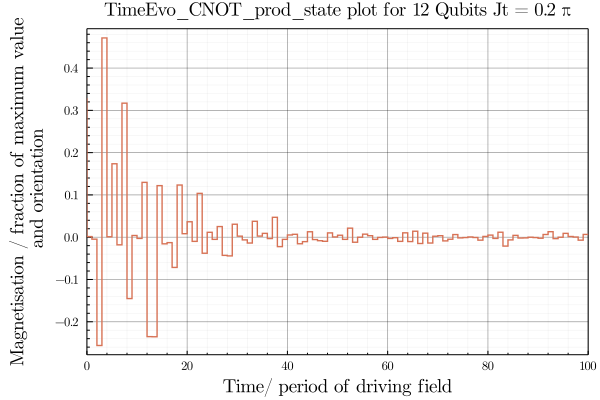 TimeEvo_CNOT_prod_state plot for 12 Qubits Jt = 0.2 π
Magnetisation / fraction of maximum value
and orientation
0.4
0.3
0.2
0.1
0.0
−0.1
−0.2
0 20 40 60 80 100
Time/ period of driving field